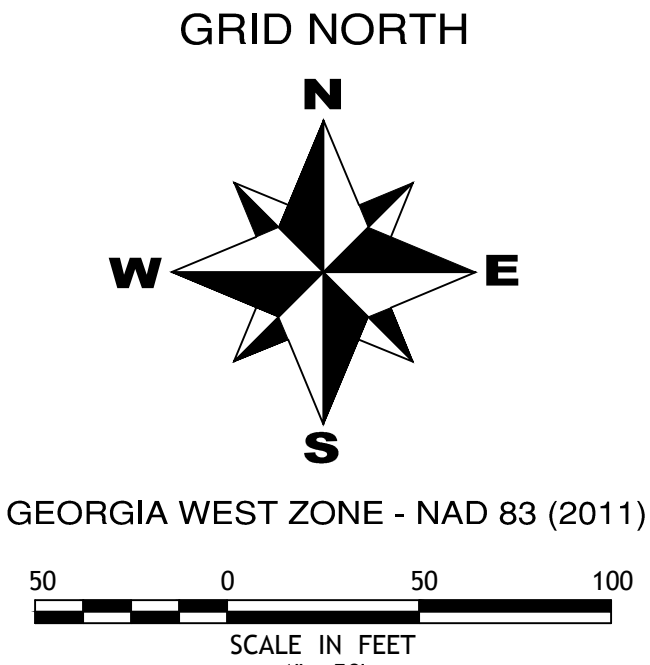 GRID NORTH
N
W E
S
GEORGIA WEST ZONE - NAD 83 (2011)
50 0 50 100
SCALE IN FEET